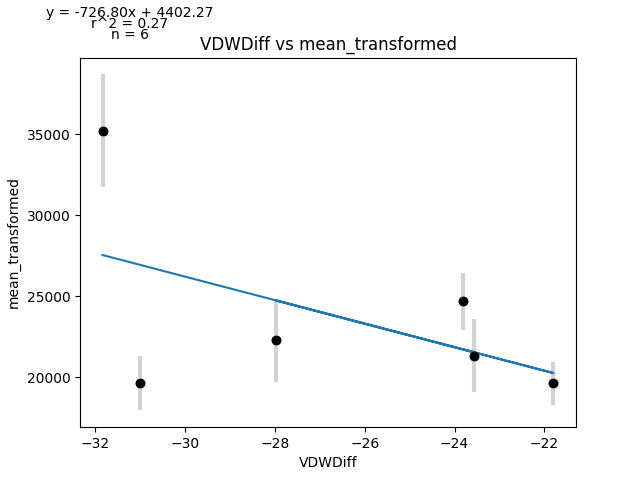 y = -726.80x + 4402.27
r^2 = 0.27
n = 6
VDWDiff vs mean_transformed
35000
30000
25000
20000
mean_transformed
−32
−30
−28
−26
−24
−22
VDWDiff